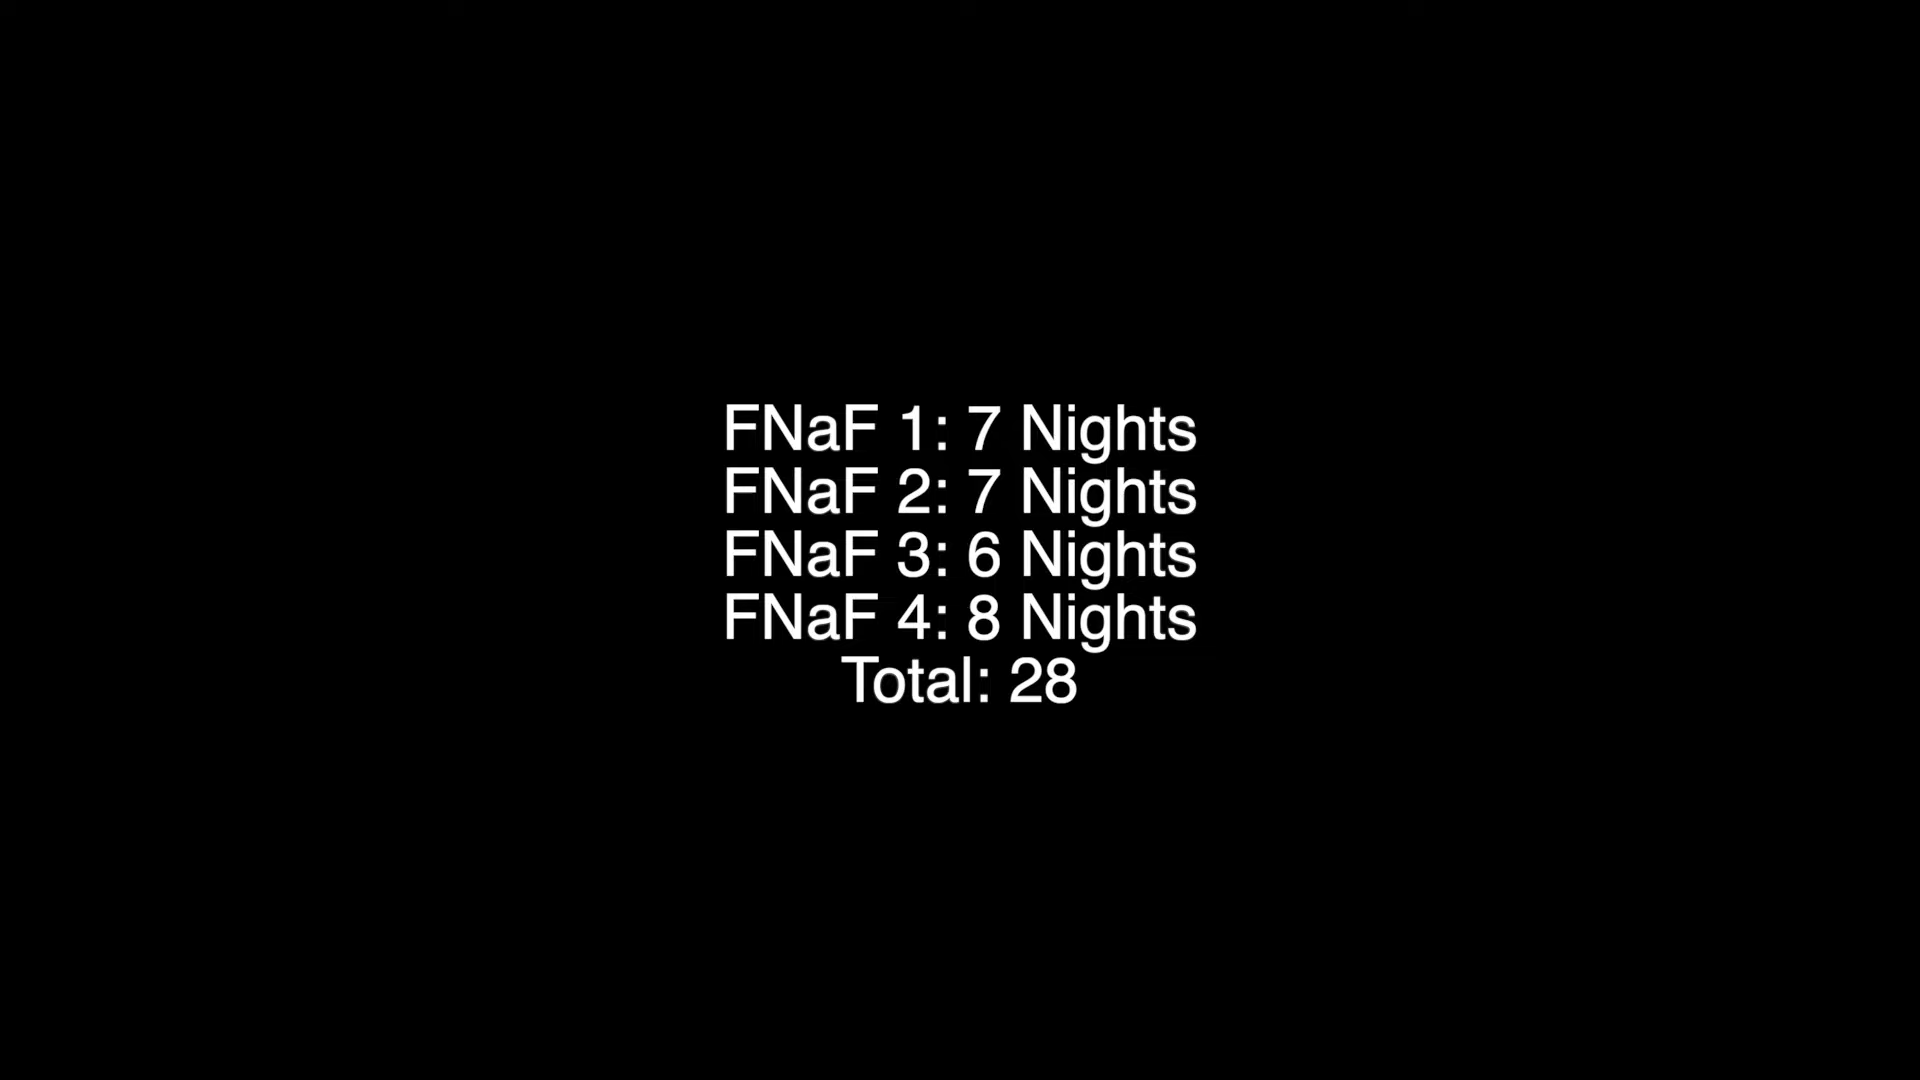 FNaF 1: 7 Nights
FNaF 2: 7 Nights
FNaF 3: 6 Nights
FNaF 4: 8 Nights
Total: 28